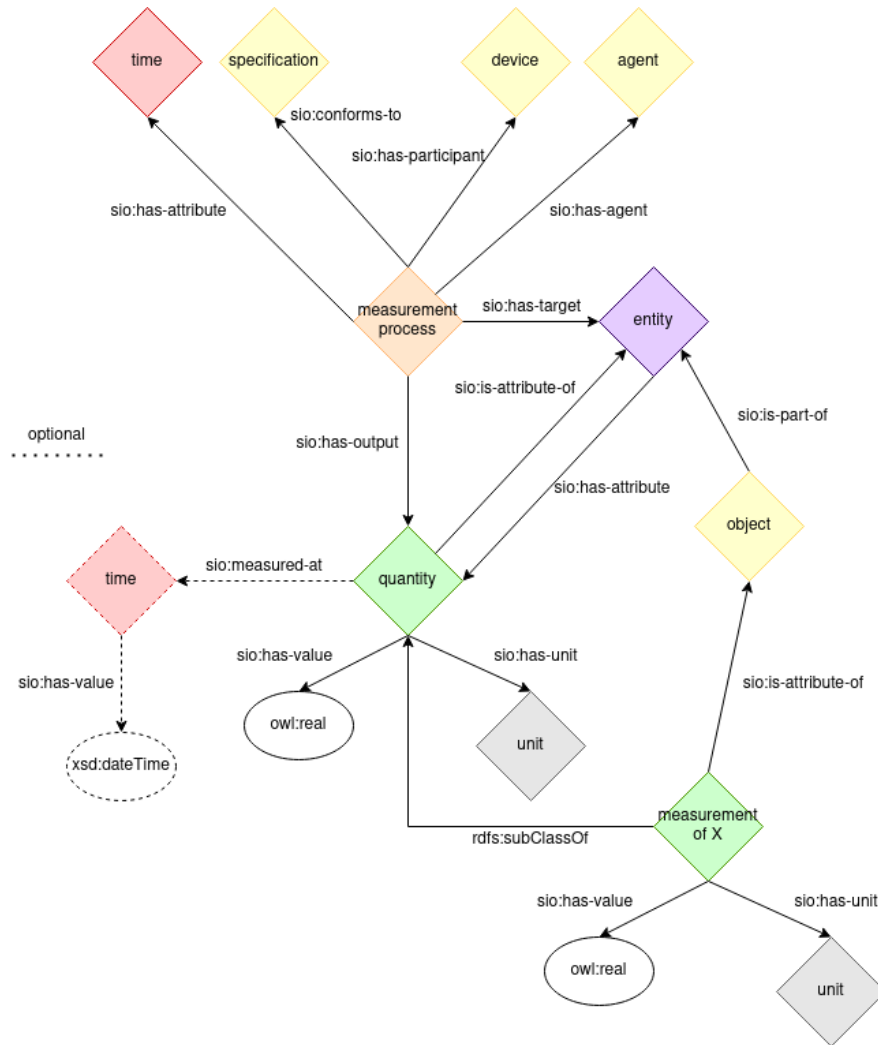 time
specification
device
agent
sio:conforms-to
sio:has-participant
sio:has-attribute
sio:has-agent
measurement
process
sio:has-target
entity
sio:is-attribute-of
sio:is-part-of
optional
sio:has-output
sio:has-attribute
object
time
sio:measured-at
quantity
sio:has-value
sio:has-value
sio:has-unit
sio:is-attribute-of
owl:real
unit
xsd:dateTime
measurement
of X
rdfs:subClassOf
sio:has-value
sio:has-unit
owl:real
unit